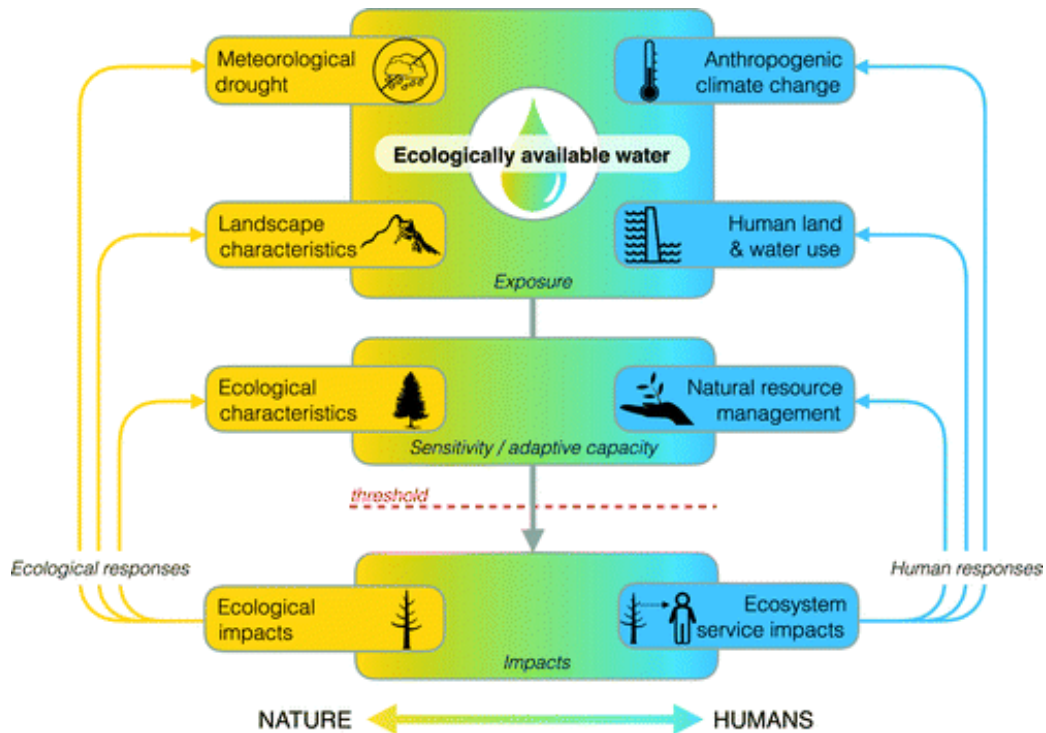 Meteorological
drought
Anthropogenic
climate change
Ecologically available water
Landscape
characteristics
Human land
& water use
Exposure
Ecological
characteristics
Natural resource
management
Sensitivity / adaptive capacity
threshold
Ecological responses
Human responses
Ecological
impacts
Ecosystem
service impacts
Impacts
NATURE
HUMANS